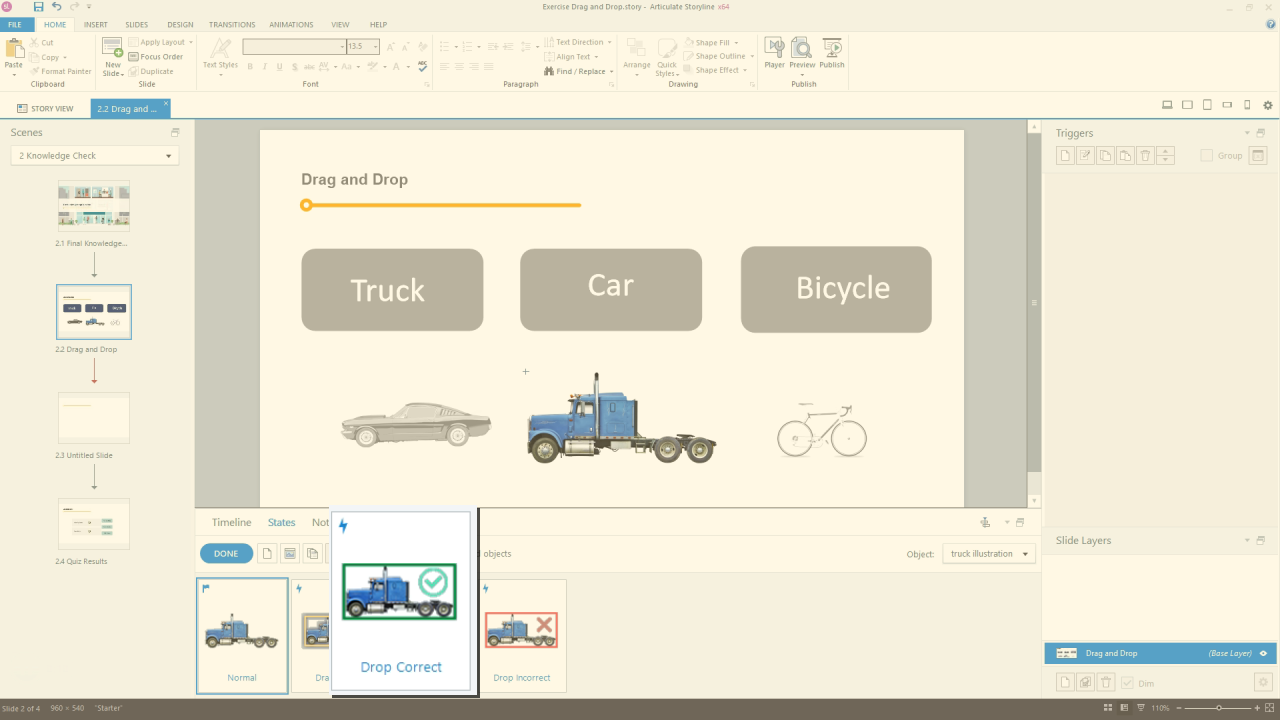 Exercise Drag and Drop.story - Articulate Storyline x64
FILE HOME INSERT SLIDES DESIGN TRANSITIONS ANIMATIONS VIEW HELP
Paste
Cut
Copy
Format Painter
Clipboard
New Slide
Apply Layout
Focus Order
Duplicate
Slide
Text Styles
13.5
B I U S abc Aa A
Font
Text Direction
Align Text
Find / Replace
Paragraph
Arrange
Quick Styles
Shape Fill
Shape Outline
Shape Effect
Drawing
Player
Preview
Publish
Publish
STORY VIEW
2.2 Drag and ...
Scenes
2 Knowledge Check
2.1 Final Knowledge...
2.2 Drag and Drop
2.3 Untitled Slide
2.4 Quiz Results
Drag and Drop
Truck
Car
Bicycle
Timeline States Not
DONE
objects
Object: truck illustration
Normal
Dra
Drop Correct
Drop Incorrect
Triggers
Group
Slide Layers
Drag and Drop (Base Layer)
Dim
Slide 2 of 4 960 × 540 "Starter"
110%